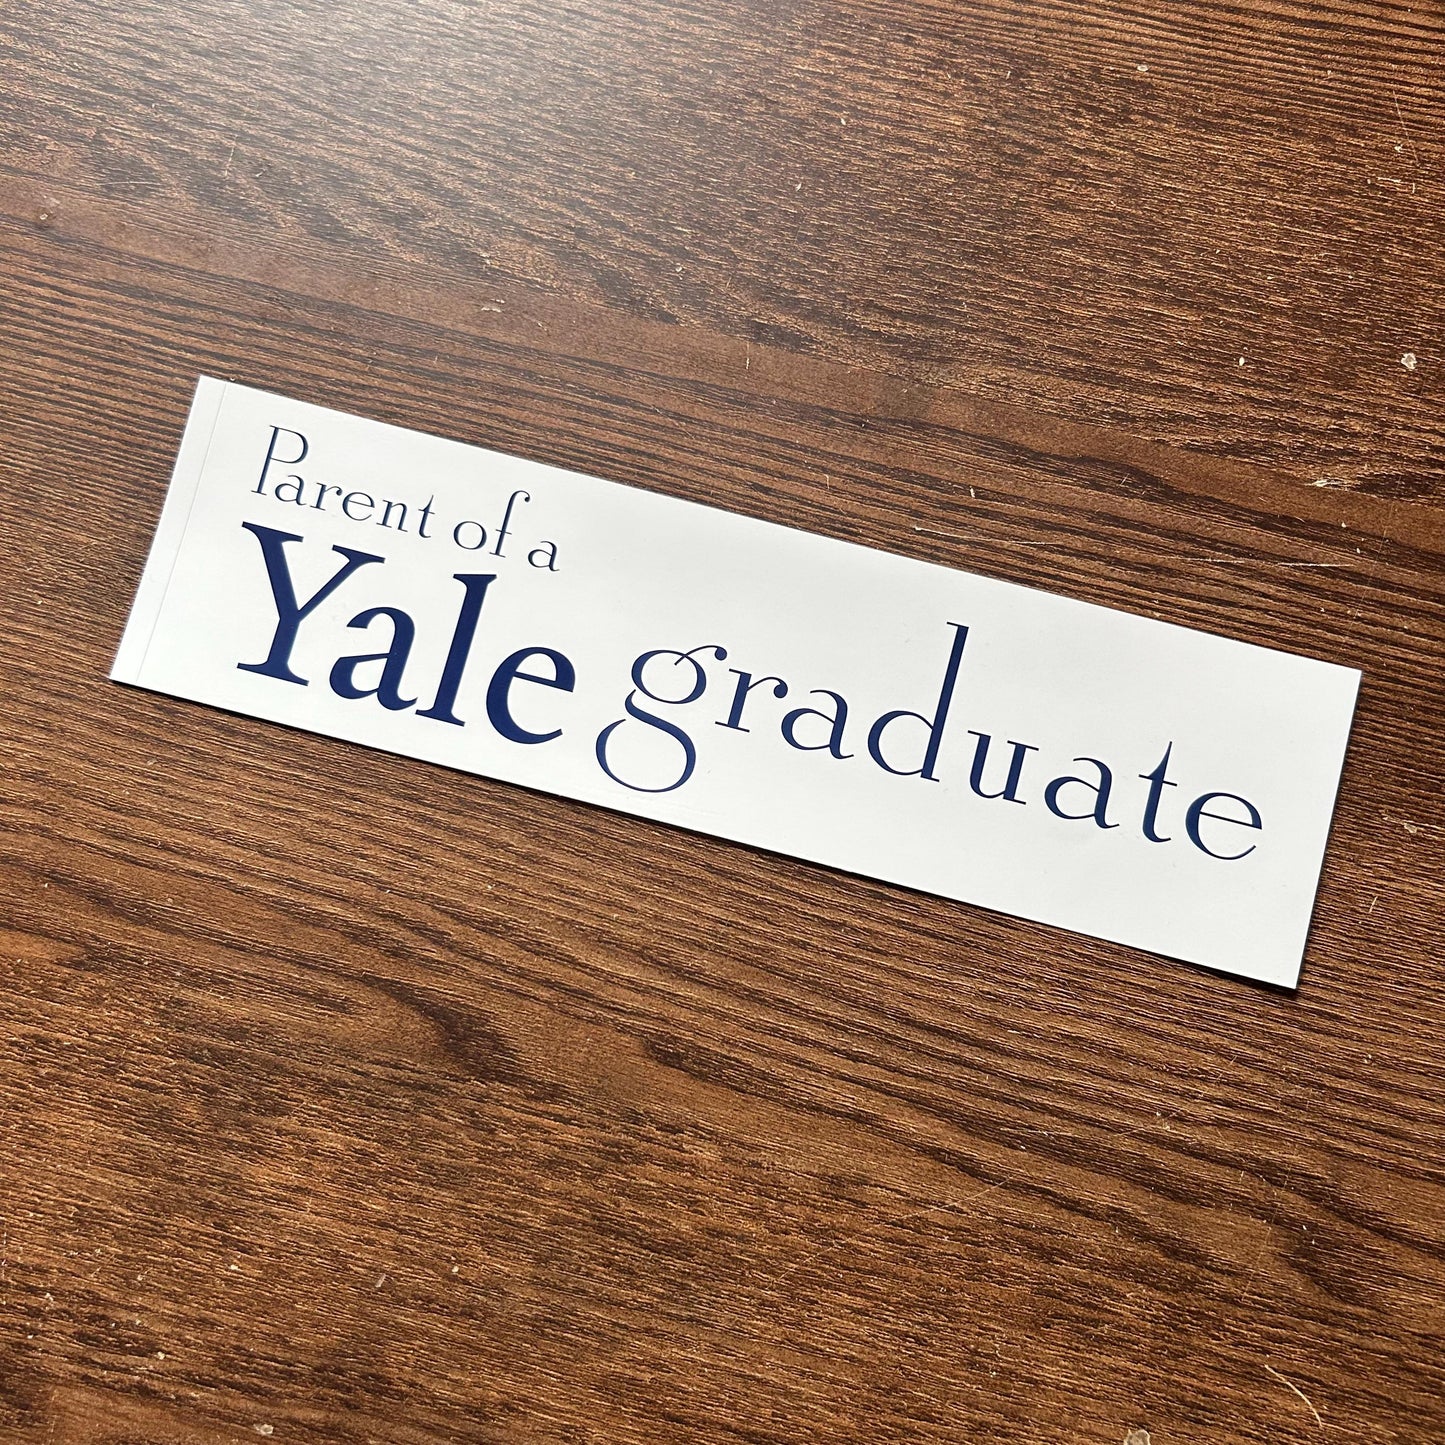 Parent of a
Yale graduate